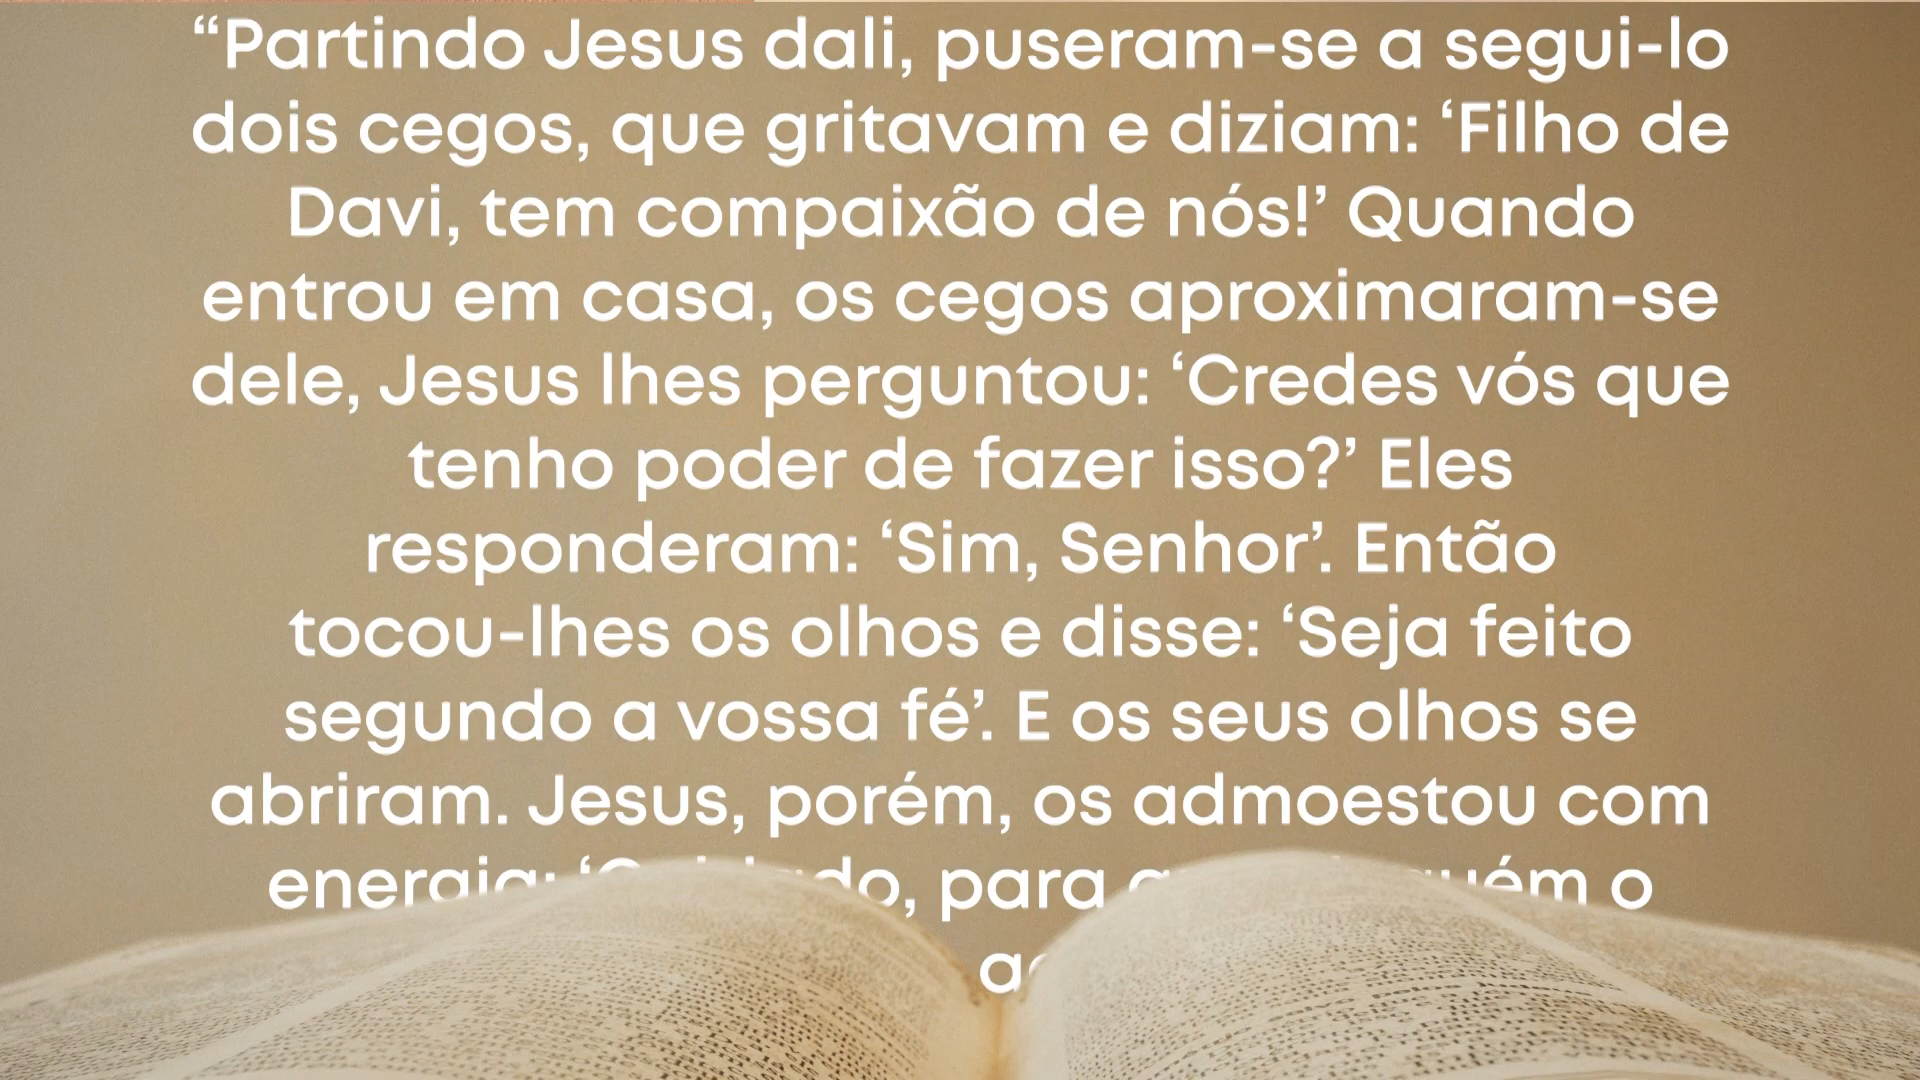 “Partindo Jesus dali, puseram-se a segui-lo
dois cegos, que gritavam e diziam: ‘Filho de
Davi, tem compaixão de nós!’ Quando
entrou em casa, os cegos aproximaram-se
dele, Jesus lhes perguntou: ‘Credes vós que
tenho poder de fazer isso?’ Eles
responderam: ‘Sim, Senhor’. Então
tocou-lhes os olhos e disse: ‘Seja feito
segundo a vossa fé’. E os seus olhos se
abriram. Jesus, porém, os admoestou com
energia: para o